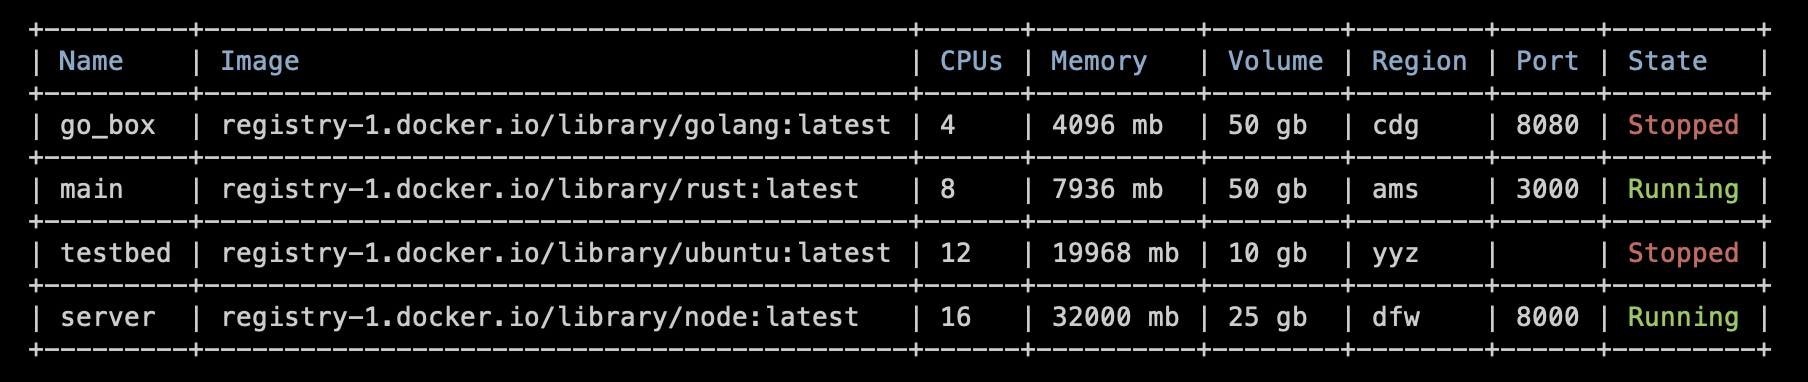 +---------+--------------------------------------------+------+----------+--------+--------+------+---------+
| Name    | Image                                      | CPUs | Memory   | Volume | Region | Port | State   |
+---------+--------------------------------------------+------+----------+--------+--------+------+---------+
| go_box  | registry-1.docker.io/library/golang:latest | 4    | 4096 mb  | 50 gb  | cdg    | 8080 | Stopped |
+---------+--------------------------------------------+------+----------+--------+--------+------+---------+
| main    | registry-1.docker.io/library/rust:latest   | 8    | 7936 mb  | 50 gb  | ams    | 3000 | Running |
+---------+--------------------------------------------+------+----------+--------+--------+------+---------+
| testbed | registry-1.docker.io/library/ubuntu:latest | 12   | 19968 mb | 10 gb  | yyz    |      | Stopped |
+---------+--------------------------------------------+------+----------+--------+--------+------+---------+
| server  | registry-1.docker.io/library/node:latest   | 16   | 32000 mb | 25 gb  | dfw    | 8000 | Running |
+---------+--------------------------------------------+------+----------+--------+--------+------+---------+